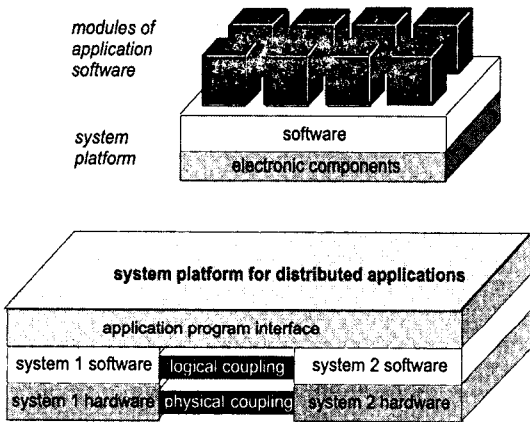 modules of
application
software
system
platform
software
electronic components
system platform for distributed applications
application program interface
system 1 software logical coupling system 2 software
system 1 hardware physical coupling system 2 hardware